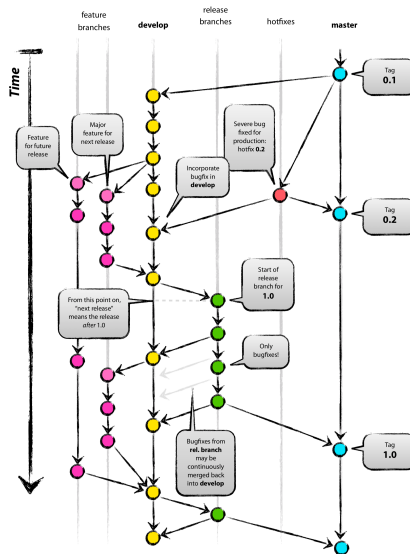 feature
branches
develop
release
branches
hotfixes
master
Time
Tag
0.1
Feature
for future
release
Major
feature for
next release
Severe bug
fixed for
production:
hotfix 0.2
Incorporate
bugfix in
develop
Tag
0.2
Start of
release
branch for
1.0
From this point on,
"next release"
means the release
after 1.0
Only
bugfixes!
Bugfixes from
rel. branch
may be
continuously
merged back
into develop
Tag
1.0